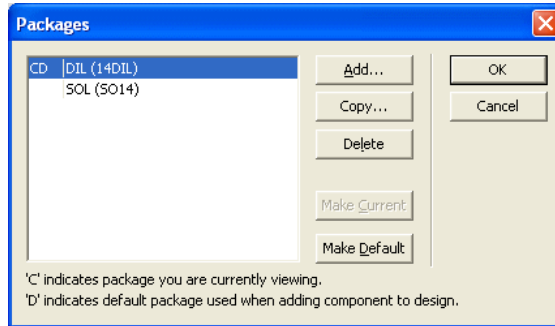 Packages
CD DIL (14DIL)
SOL (SO14)
Add...
Copy...
Delete
Make Current
Make Default
OK
Cancel
'C' indicates package you are currently viewing.
'D' indicates default package used when adding component to design.